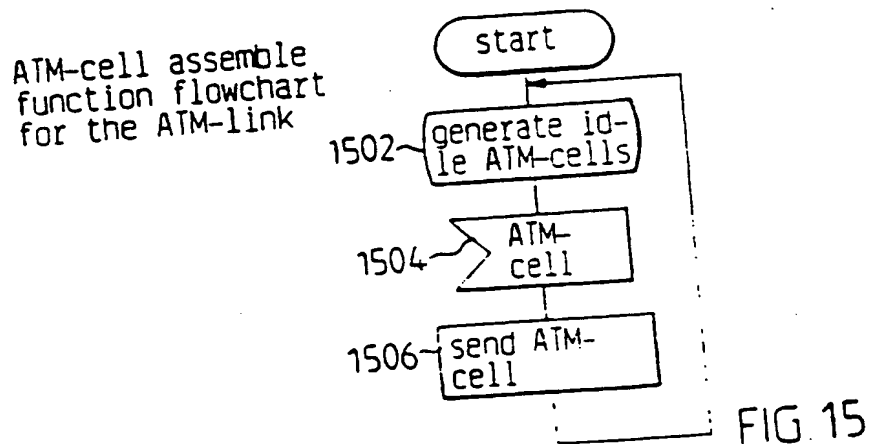 ATM-cell assemble
function flowchart
for the ATM-link
start
1502
generate id-
le ATM-cells
1504
ATM-
cell
1506
send ATM-
cell
FIG. 15